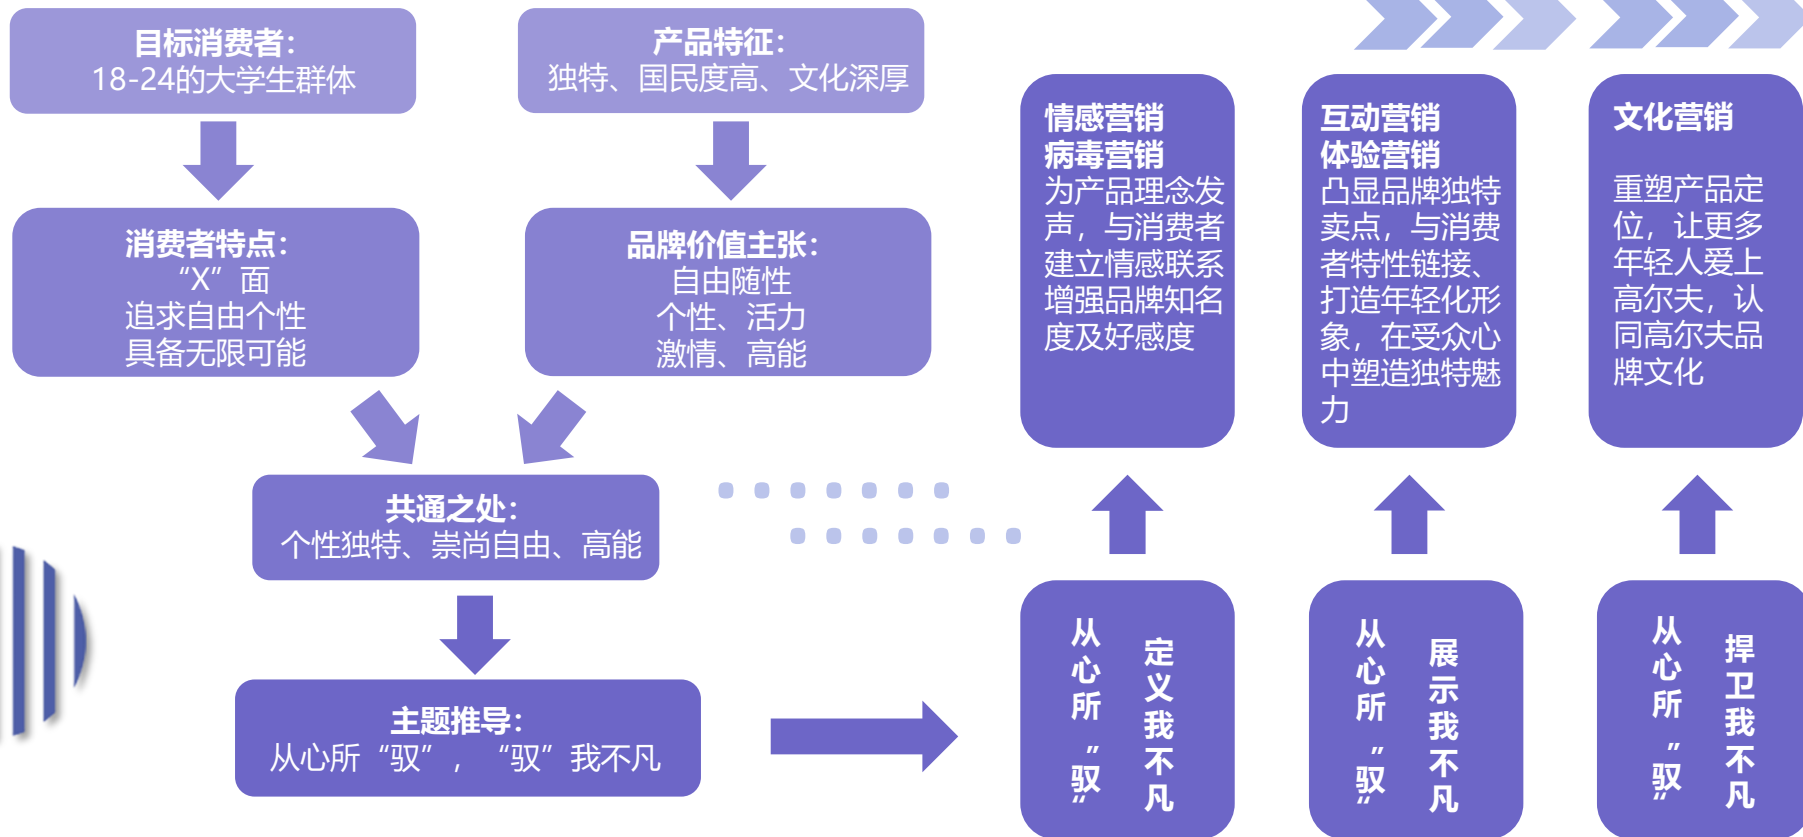 目标消费者：
18-24的大学生群体
产品特征：
独特、国民度高、文化深厚
消费者特点：
“X”面
追求自由个性
具备无限可能
品牌价值主张：
自由随性
个性、活力
激情、高能
共通之处：
个性独特、崇尚自由、高能
主题推导：
从心所“驭”，“驭”我不凡
情感营销
病毒营销
为产品理念发
声，与消费者
建立情感联系
增强品牌知名
度及好感度
互动营销
体验营销
凸显品牌独特
卖点，与消费
者特性链接、
打造年轻化形
象，在受众心
中塑造独特魅
力
文化营销
重塑产品定
位，让更多
年轻人爱上
高尔夫，认
同高尔夫品
牌文化
从心所”驭“
定义我不凡
从心所”驭“
展示我不凡
从心所”驭“
捍卫我不凡